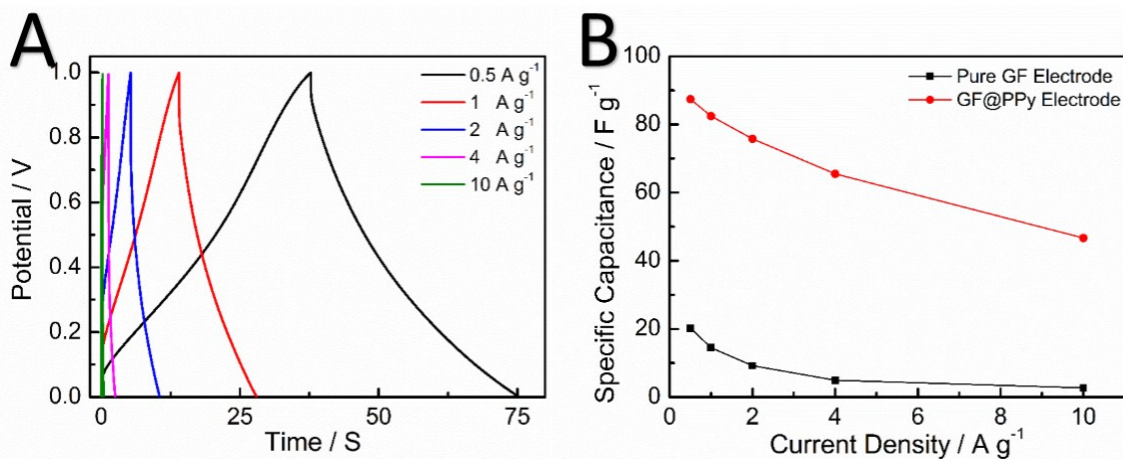 A
1.0
0.8
0.6
0.4
0.2
0.0
Potential / V
0
25
50
75
Time / S
0.5 A g⁻¹
1 A g⁻¹
2 A g⁻¹
4 A g⁻¹
10 A g⁻¹
B
100
80
60
40
20
0
Specific Capacitance / F g⁻¹
0
2
4
6
8
10
Current Density / A g⁻¹
Pure GF Electrode
GF@PPy Electrode